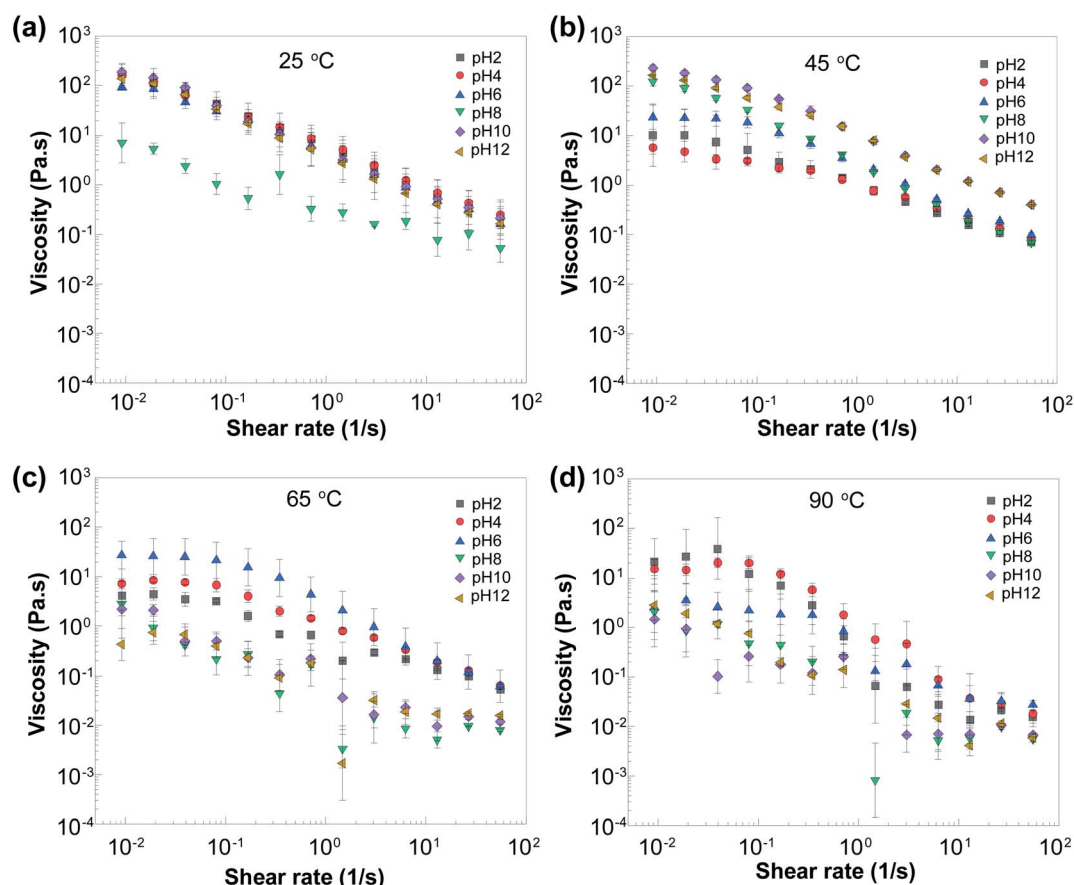 (a)
25 °C
pH2
pH4
pH6
pH8
pH10
pH12
10³
10²
10¹
10⁰
10⁻¹
10⁻²
10⁻³
10⁻⁴
Viscosity (Pa.s)
10⁻² 10⁻¹ 10⁰ 10¹ 10²
Shear rate (1/s)
(b)
45 °C
pH2
pH4
pH6
pH8
pH10
pH12
10³
10²
10¹
10⁰
10⁻¹
10⁻²
10⁻³
10⁻⁴
Viscosity (Pa.s)
10⁻² 10⁻¹ 10⁰ 10¹ 10²
Shear rate (1/s)
(c)
65 °C
pH2
pH4
pH6
pH8
pH10
pH12
10³
10²
10¹
10⁰
10⁻¹
10⁻²
10⁻³
10⁻⁴
Viscosity (Pa.s)
10⁻² 10⁻¹ 10⁰ 10¹ 10²
Shear rate (1/s)
(d)
90 °C
pH2
pH4
pH6
pH8
pH10
pH12
10³
10²
10¹
10⁰
10⁻¹
10⁻²
10⁻³
10⁻⁴
Viscosity (Pa.s)
10⁻² 10⁻¹ 10⁰ 10¹ 10²
Shear rate (1/s)